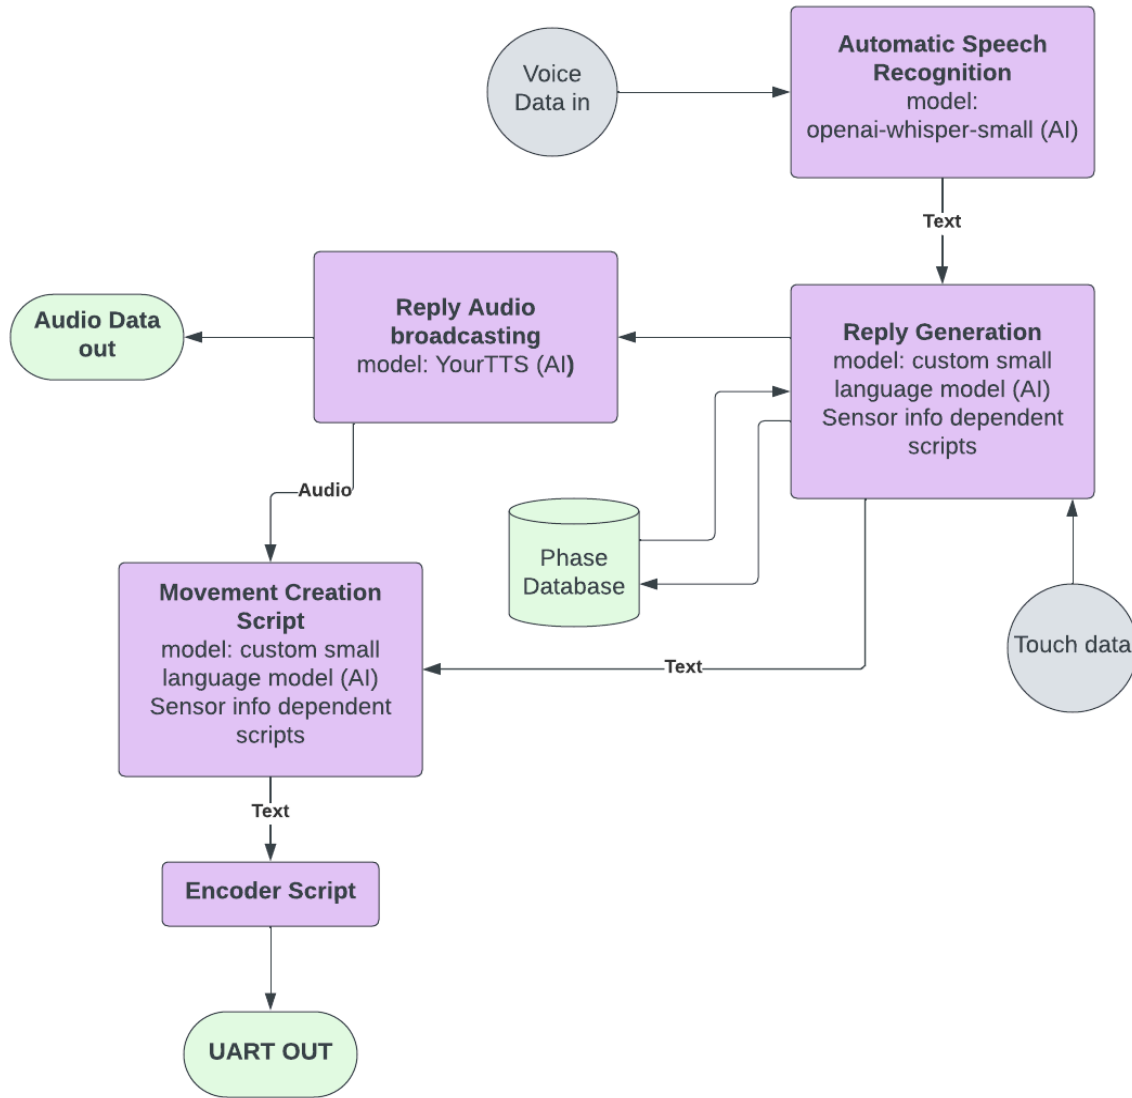 Voice
Data in
Automatic Speech
Recognition
model:
openai-whisper-small (AI)
Text
Reply Audio
broadcasting
model: YourTTS (AI)
Audio Data
out
Reply Generation
model: custom small
language model (AI)
Sensor info dependent
scripts
Audio
Phase
Database
Movement Creation
Script
model: custom small
language model (AI)
Sensor info dependent
scripts
Text
Touch data
Text
Encoder Script
UART OUT